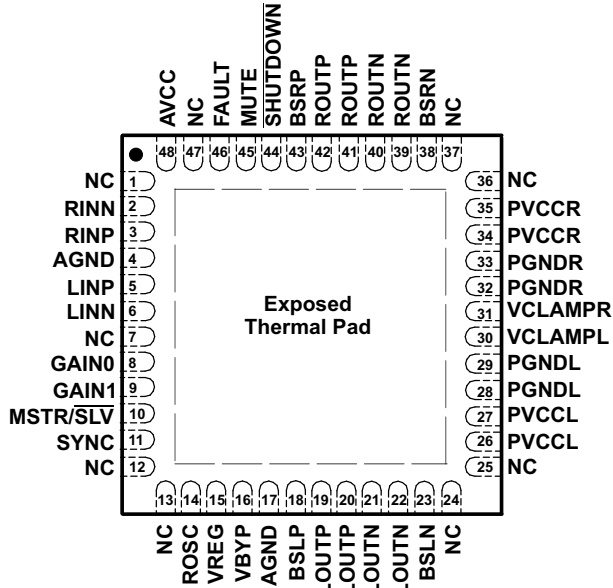 AVCC
NC
FAULT
MUTE
SHUTDOWN
BSRP
ROUTP
ROUTP
ROUTN
ROUTN
BSRN
NC
48 47 46 45 44 43 42 41 40 39 38 37
NC 1
RINN 2
RINP 3
AGND 4
LINP 5
LINN 6
NC 7
GAIN0 8
GAIN1 9
MSTR/SLV 10
SYNC 11
NC 12
Exposed
Thermal Pad
36 NC
35 PVCCR
34 PVCCR
33 PGNDR
32 PGNDR
31 VCLAMPR
30 VCLAMPL
29 PGNDL
28 PGNDL
27 PVCCL
26 PVCCL
25 NC
13 14 15 16 17 18 19 20 21 22 23 24
NC
ROSC
VREG
VBYP
AGND
BSLP
LOUTP
LOUTP
LOUTN
LOUTN
BSLN
NC